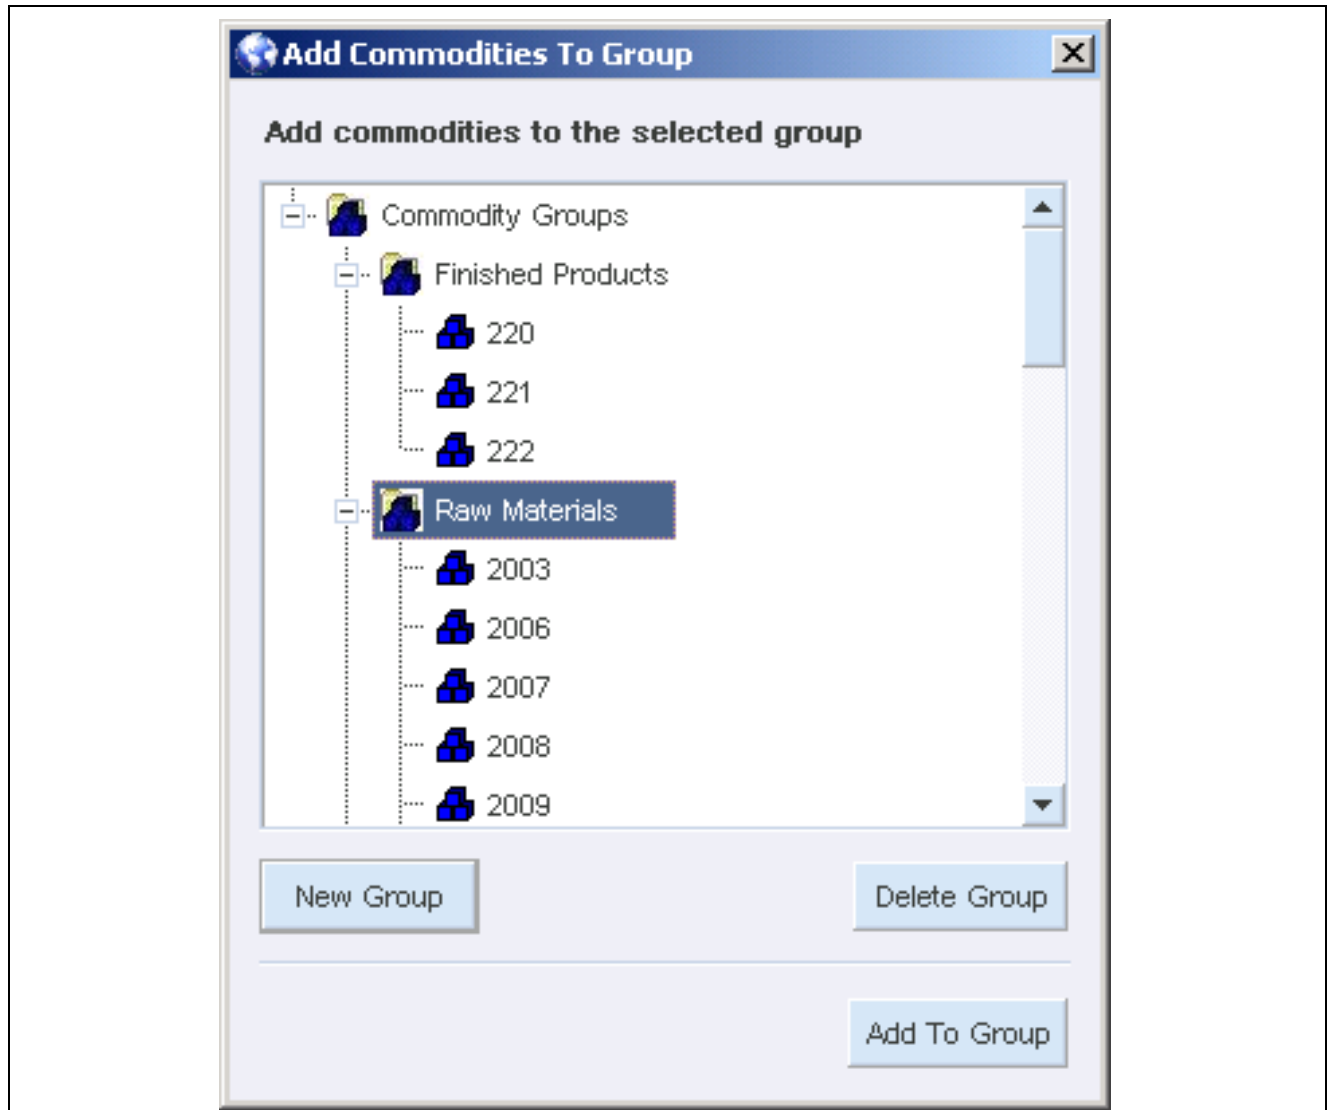 Add Commodities To Group
Add commodities to the selected group
Commodity Groups
Finished Products
220
221
222
Raw Materials
2003
2006
2007
2008
2009
New Group
Delete Group
Add To Group